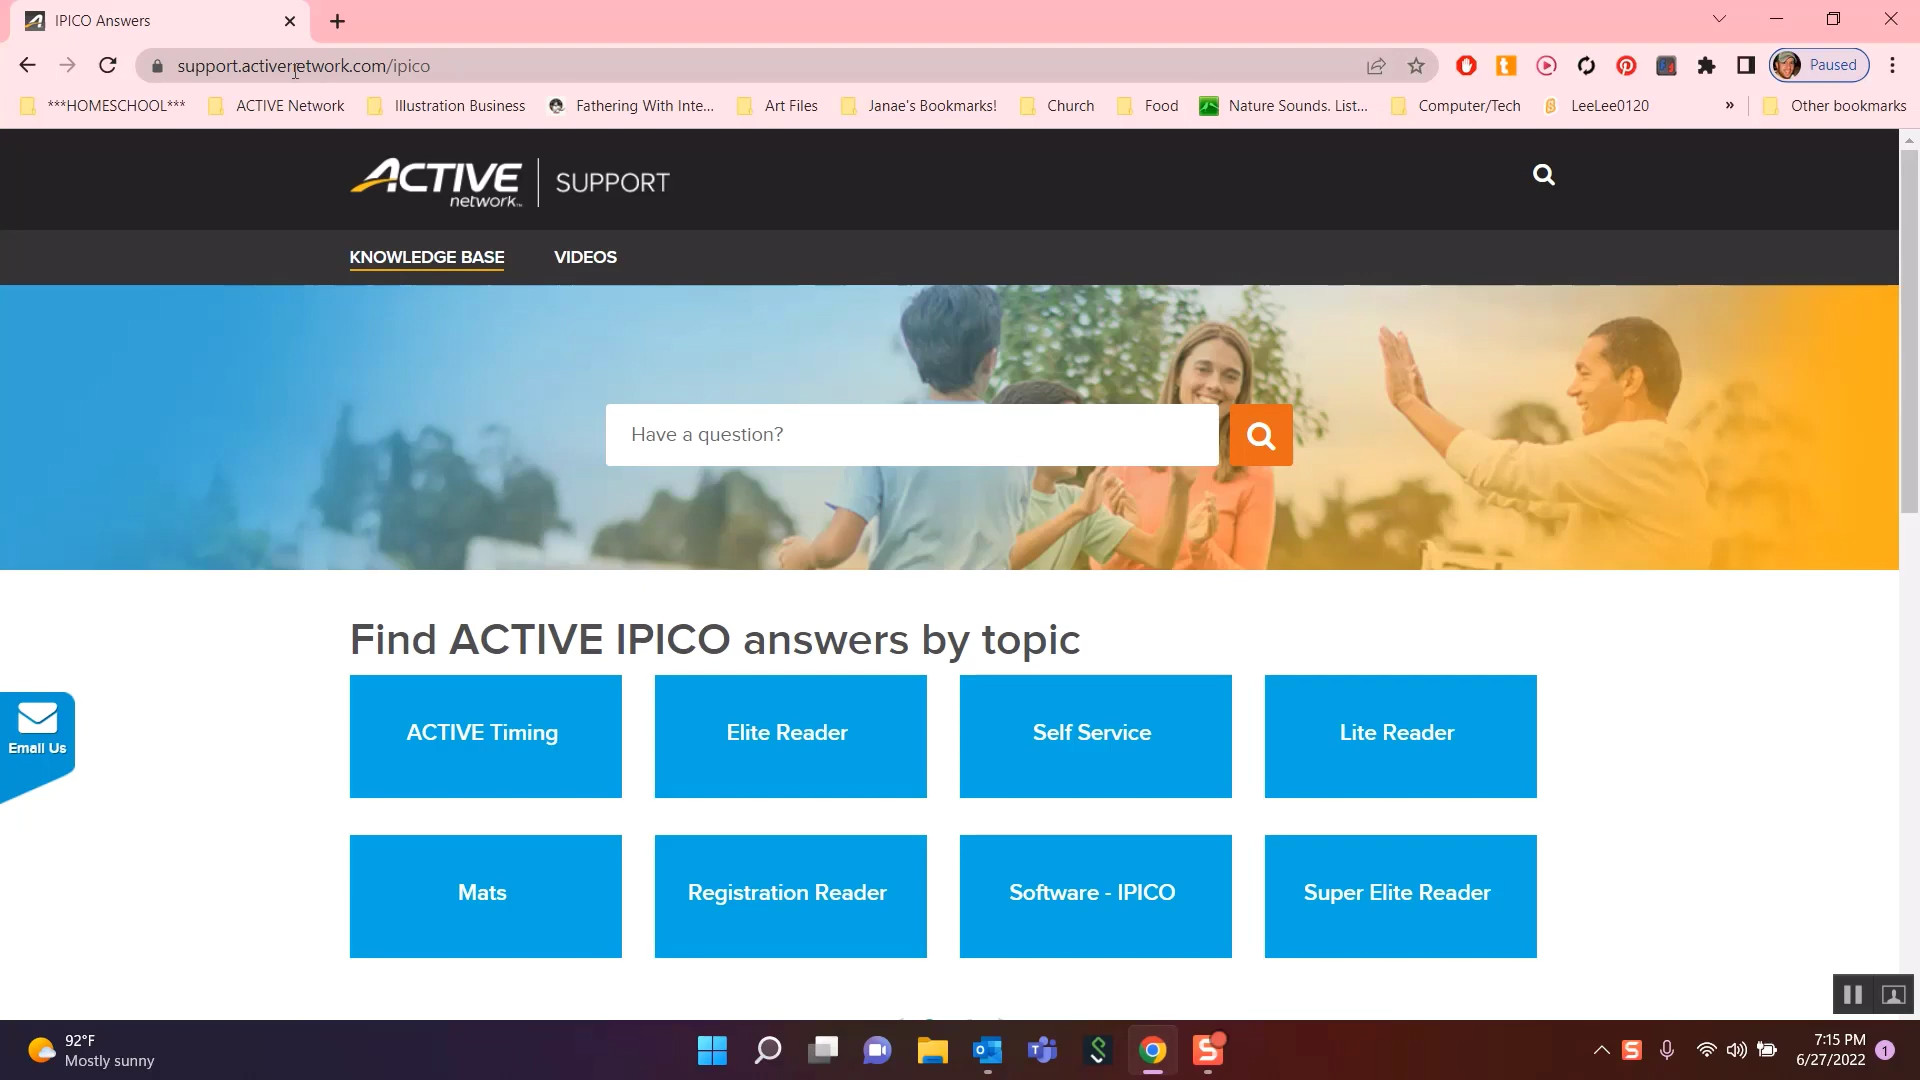 IPICO Answers
support.activenetwork.com/ipico
Paused
***HOMESCHOOL*** ACTIVE Network Illustration Business Fathering With Inte... Art Files Janae's Bookmarks! Church Food Nature Sounds. List... Computer/Tech LeeLee0120 » Other bookmarks
ACTIVE network SUPPORT
KNOWLEDGE BASE VIDEOS
Have a question?
Find ACTIVE IPICO answers by topic
ACTIVE Timing Elite Reader Self Service Lite Reader
Email Us
Mats Registration Reader Software - IPICO Super Elite Reader
92°F
Mostly sunny
7:15 PM
6/27/2022
1